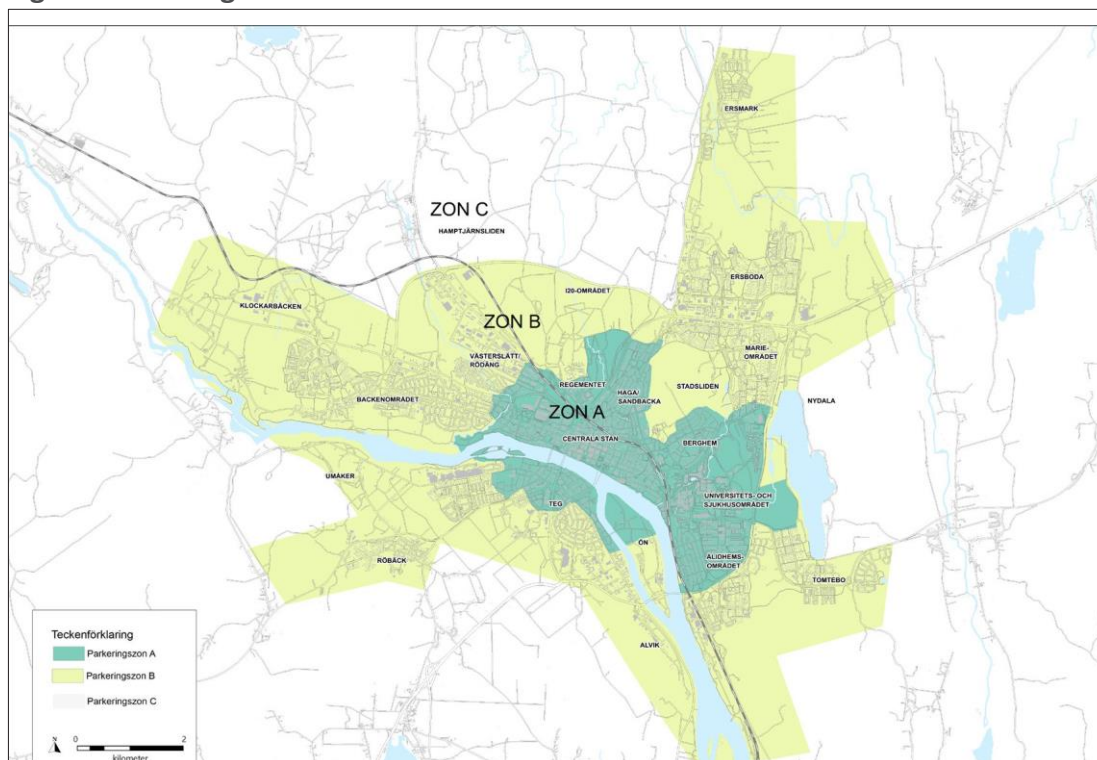 ERSMARK
ZON C
HAMPTJÄRNSLIDEN
ERSBODA
I20-OMRÅDET
KLOCKARBÄCKEN
ZON B
MARIE-
OMRÅDET
VÄSTERSLÄTT/
RÖDÄNG
REGEMENTET
STADSLIDEN
HAGA/
SANDBACKA
BACKENOMRÅDET
NYDALA
ZON A
CENTRALA STAN
BERGHEM
UMÅKER
UNIVERSITETS- OCH
SJUKHUSOMRÅDET
TEG
ÖN
RÖBÄCK
ÅLIDHEMS-
OMRÅDET
TOMTEBO
ALVIK
Teckenförklaring
Parkeringszon A
Parkeringszon B
Parkeringszon C
N
0 2
kilometer